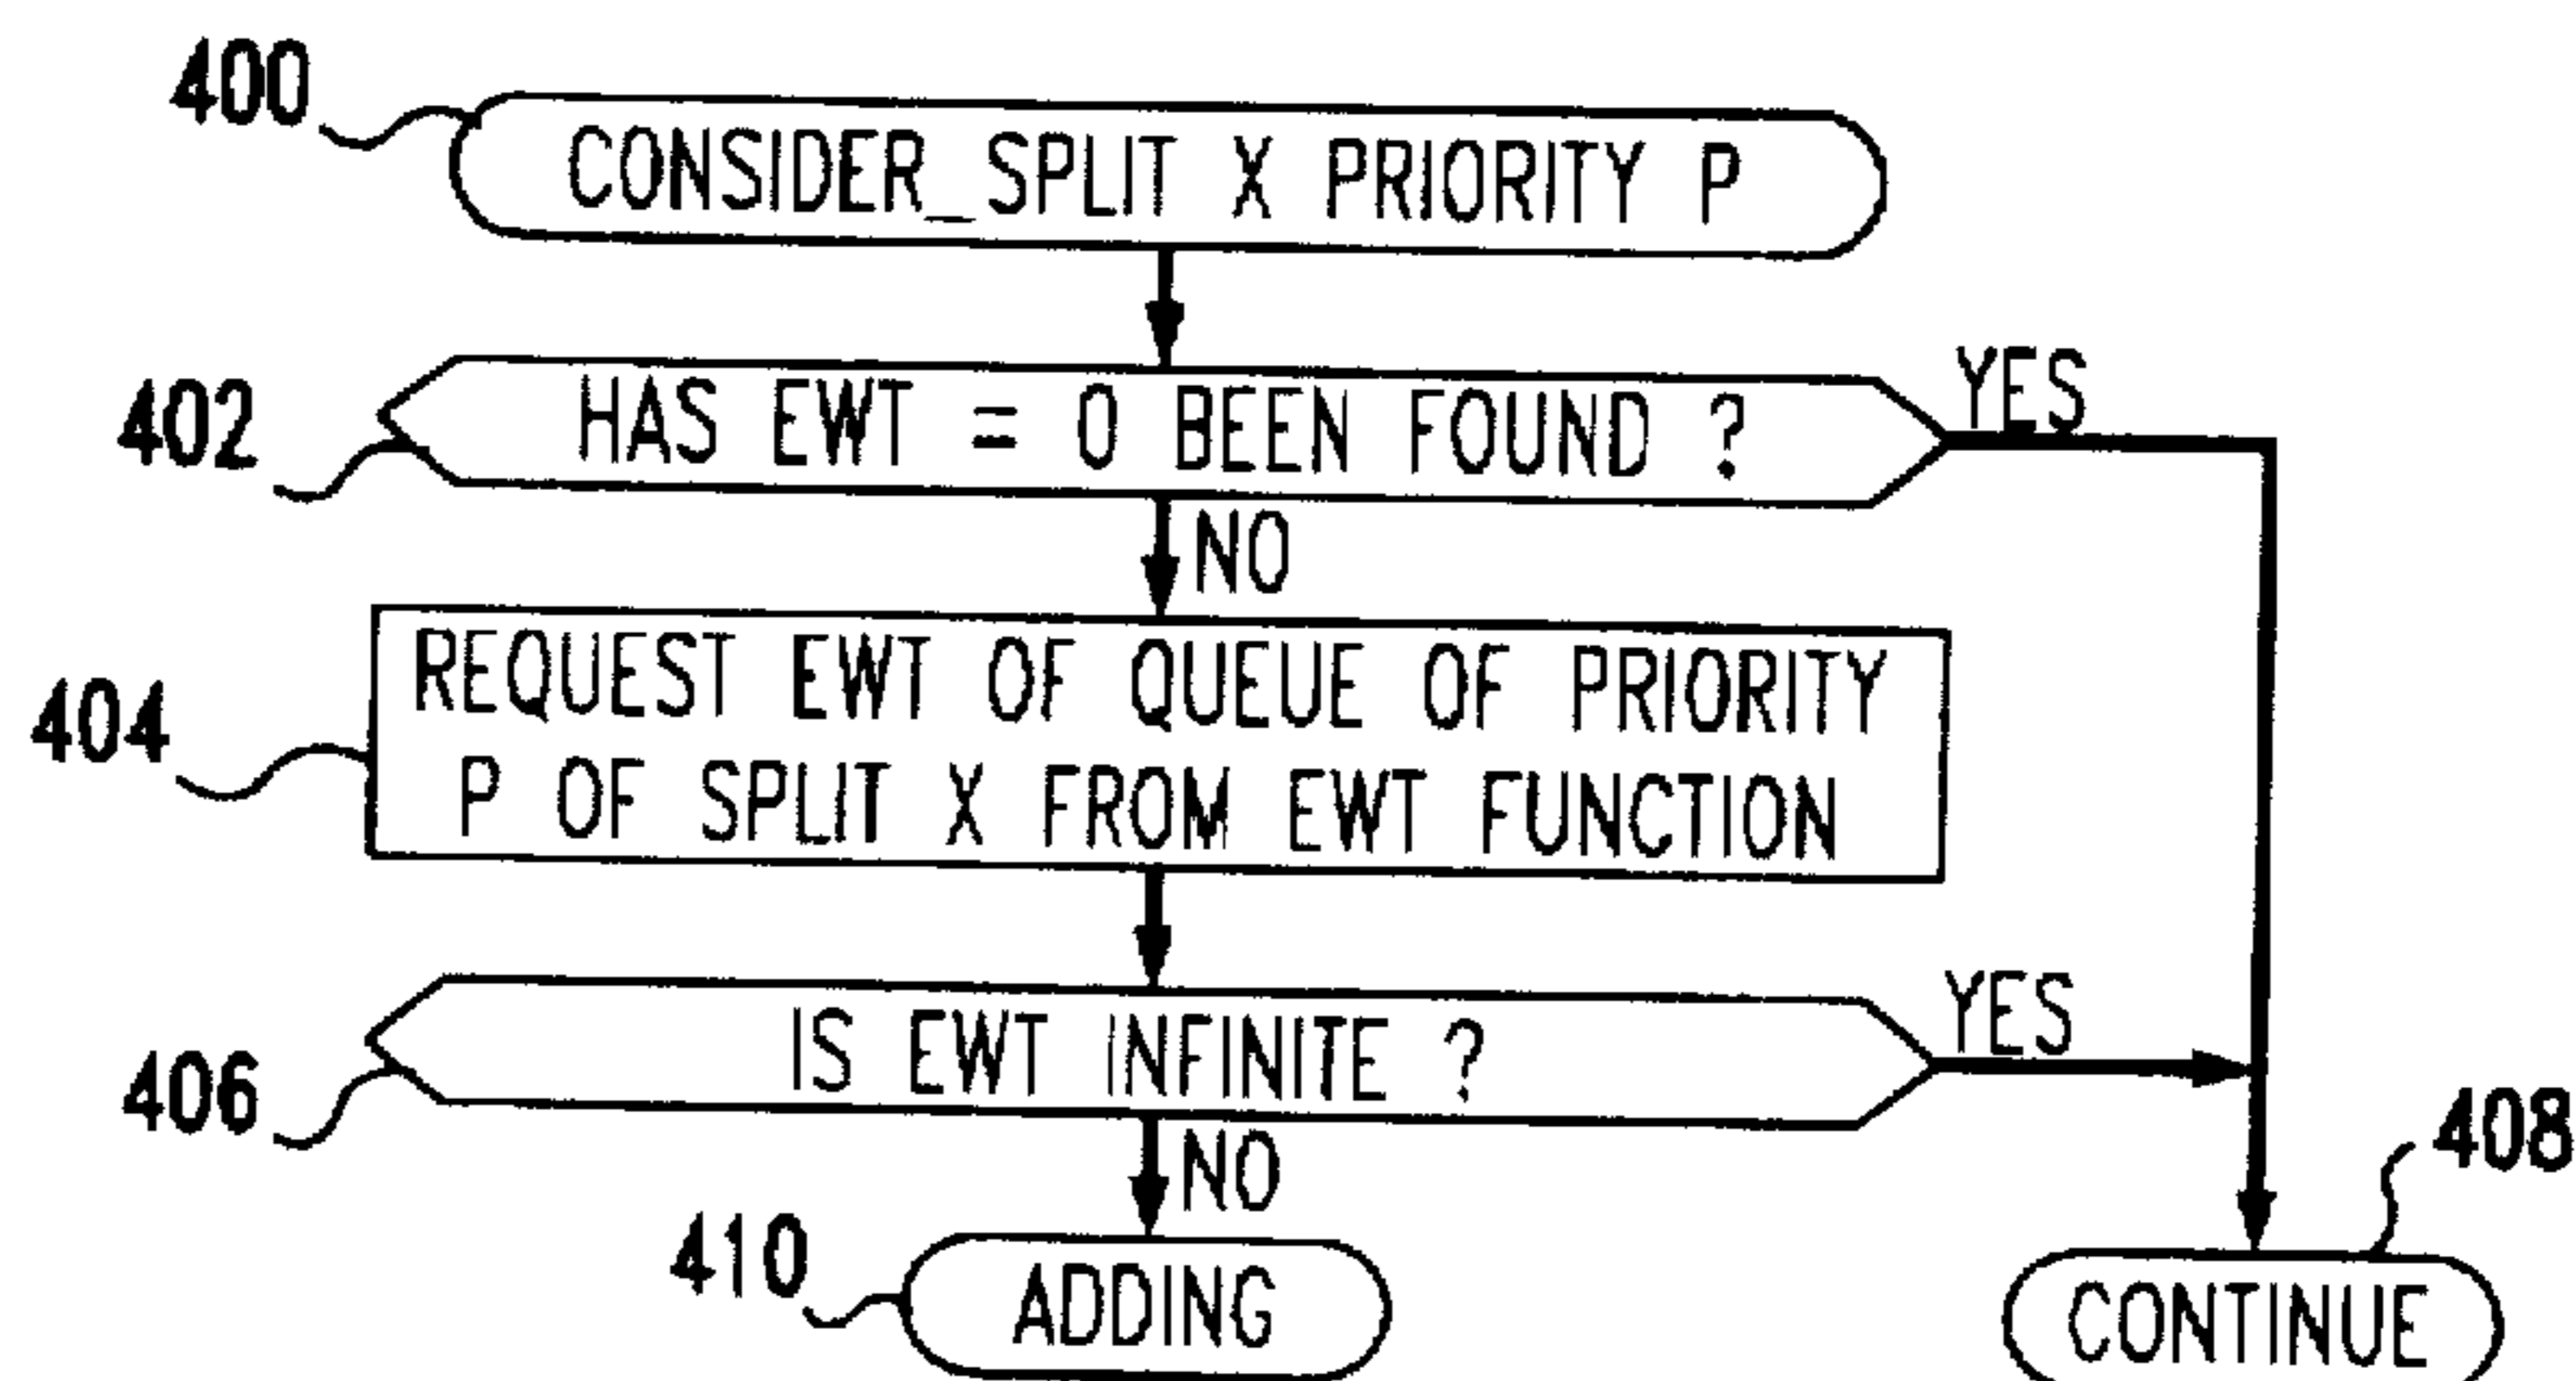 400
CONSIDER_SPLIT X PRIORITY P
402
HAS EWT = 0 BEEN FOUND ?
YES
NO
404
REQUEST EWT OF QUEUE OF PRIORITY
P OF SPLIT X FROM EWT FUNCTION
406
IS EWT INFINITE ?
YES
NO
408
410
ADDING
CONTINUE